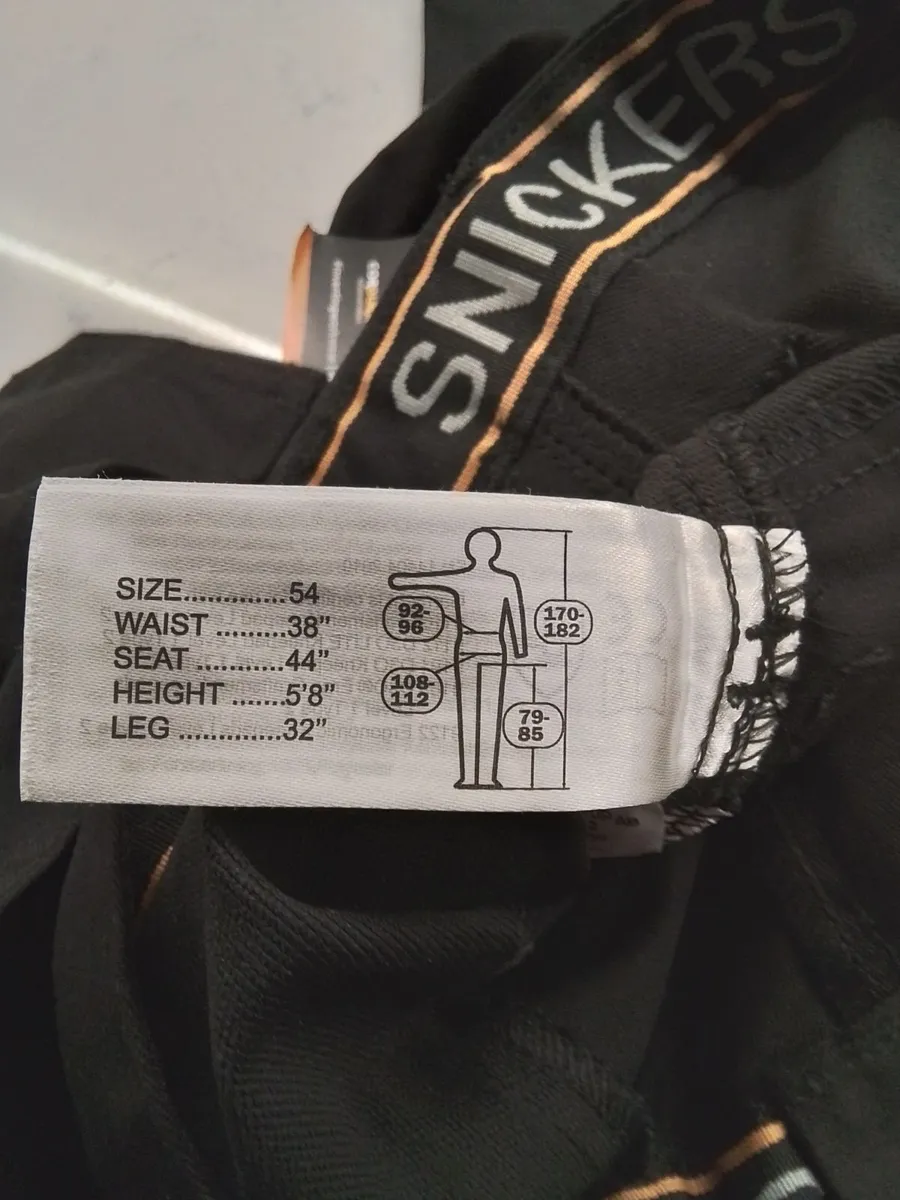 SNICKERS
SIZE.............54
WAIST .........38”
SEAT ...........44”
HEIGHT .......5’8”
LEG .............32”
92-
96
170-
182
108-
112
79-
85